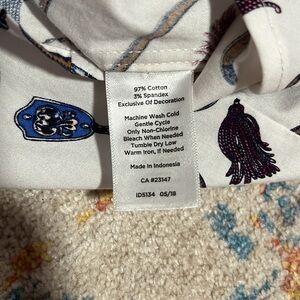 97% Cotton
3% Spandex
Exclusive Of Decoration
Machine Wash Cold
Gentle Cycle
Only Non-Chlorine
Bleach When Needed
Tumble Dry Low
Warm Iron, If Needed
Made In Indonesia
CA #23147
ID5134 05/18